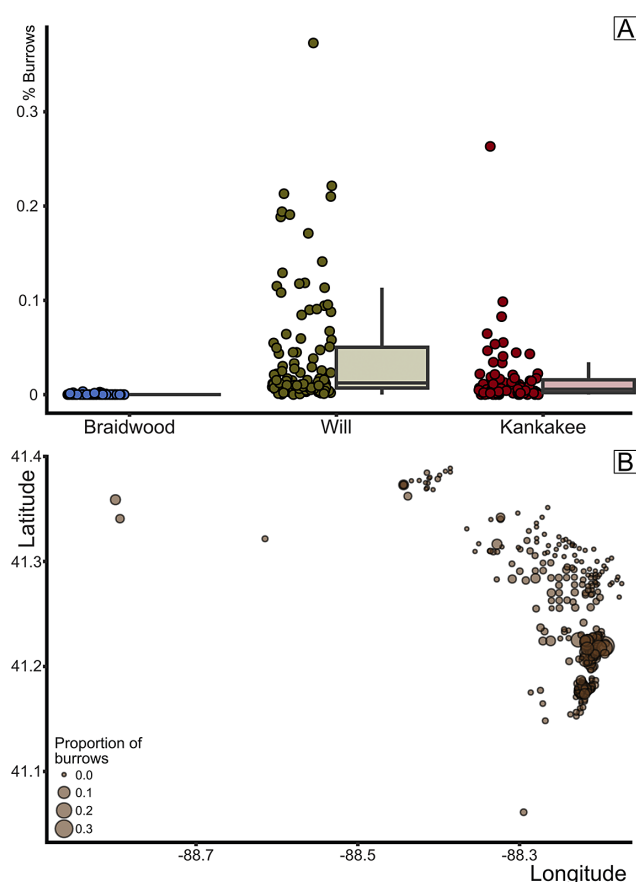 A
% Burrows
0.3
0.2
0.1
0
Braidwood Will Kankakee
B
Latitude
41.4
41.3
41.2
41.1
Proportion of
burrows
0.0
0.1
0.2
0.3
-88.7 -88.5 -88.3
Longitude